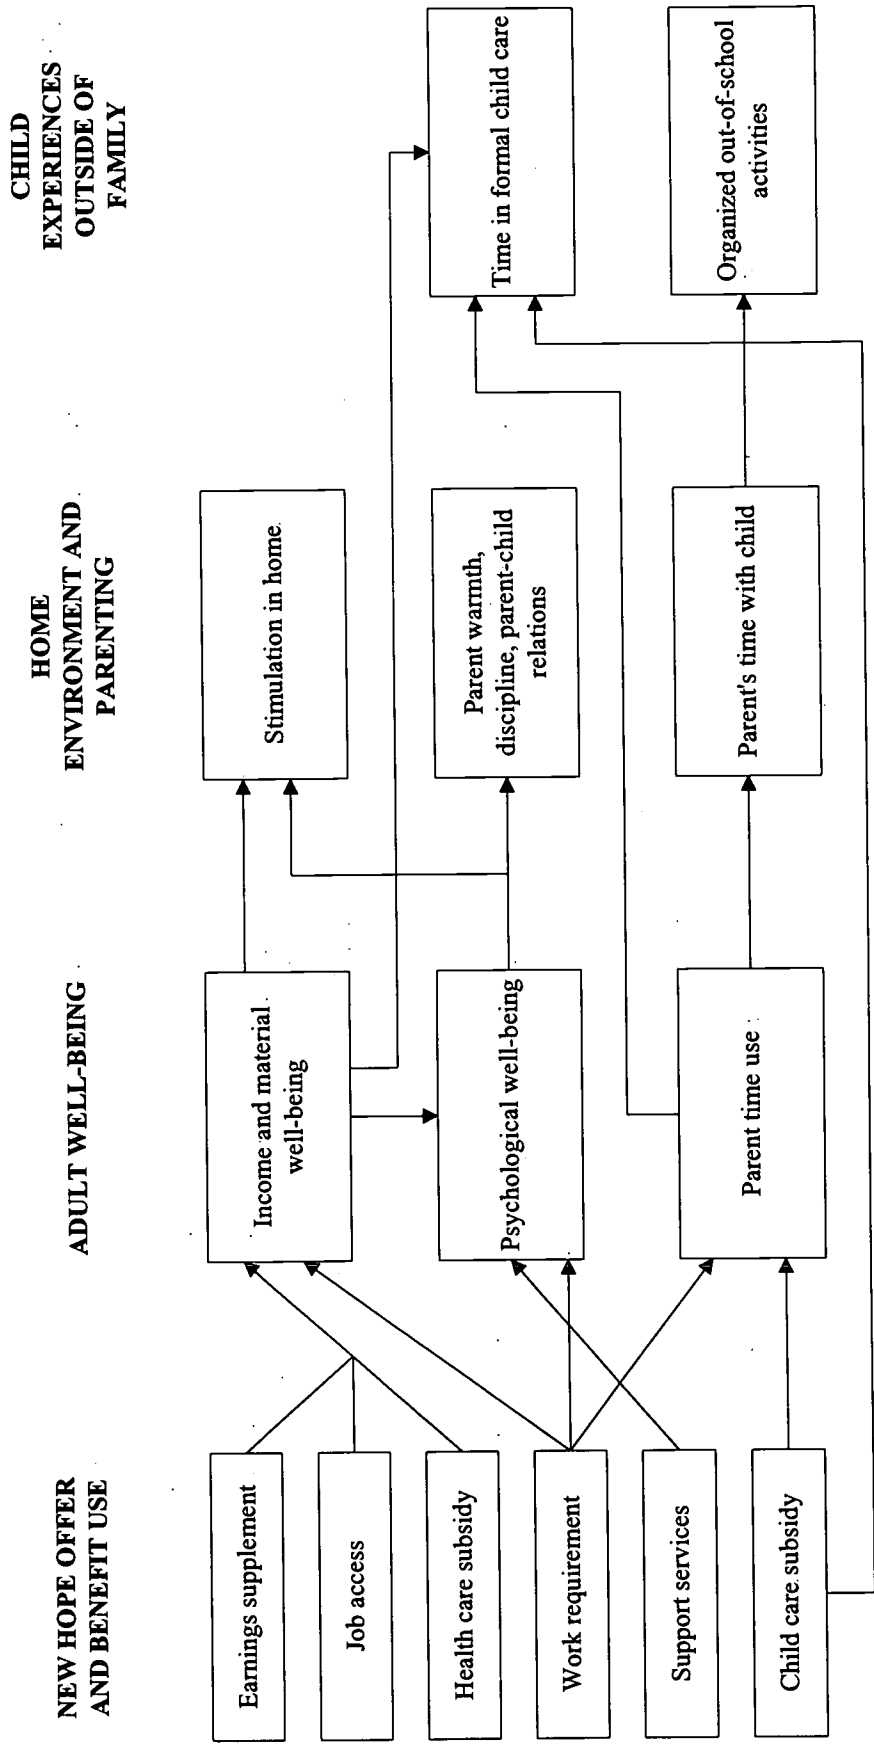 NEW HOPE OFFER
AND BENEFIT USE
Earnings supplement
Job access
Health care subsidy
Work requirement
Support services
Child care subsidy
ADULT WELL-BEING
Income and material
well-being
Psychological well-being
Parent time use
HOME
ENVIRONMENT AND
PARENTING
Stimulation in home
Parent warmth,
discipline, parent-child
relations
Parent's time with child
CHILD
EXPERIENCES
OUTSIDE OF
FAMILY
Time in formal child care
Organized out-of-school
activities